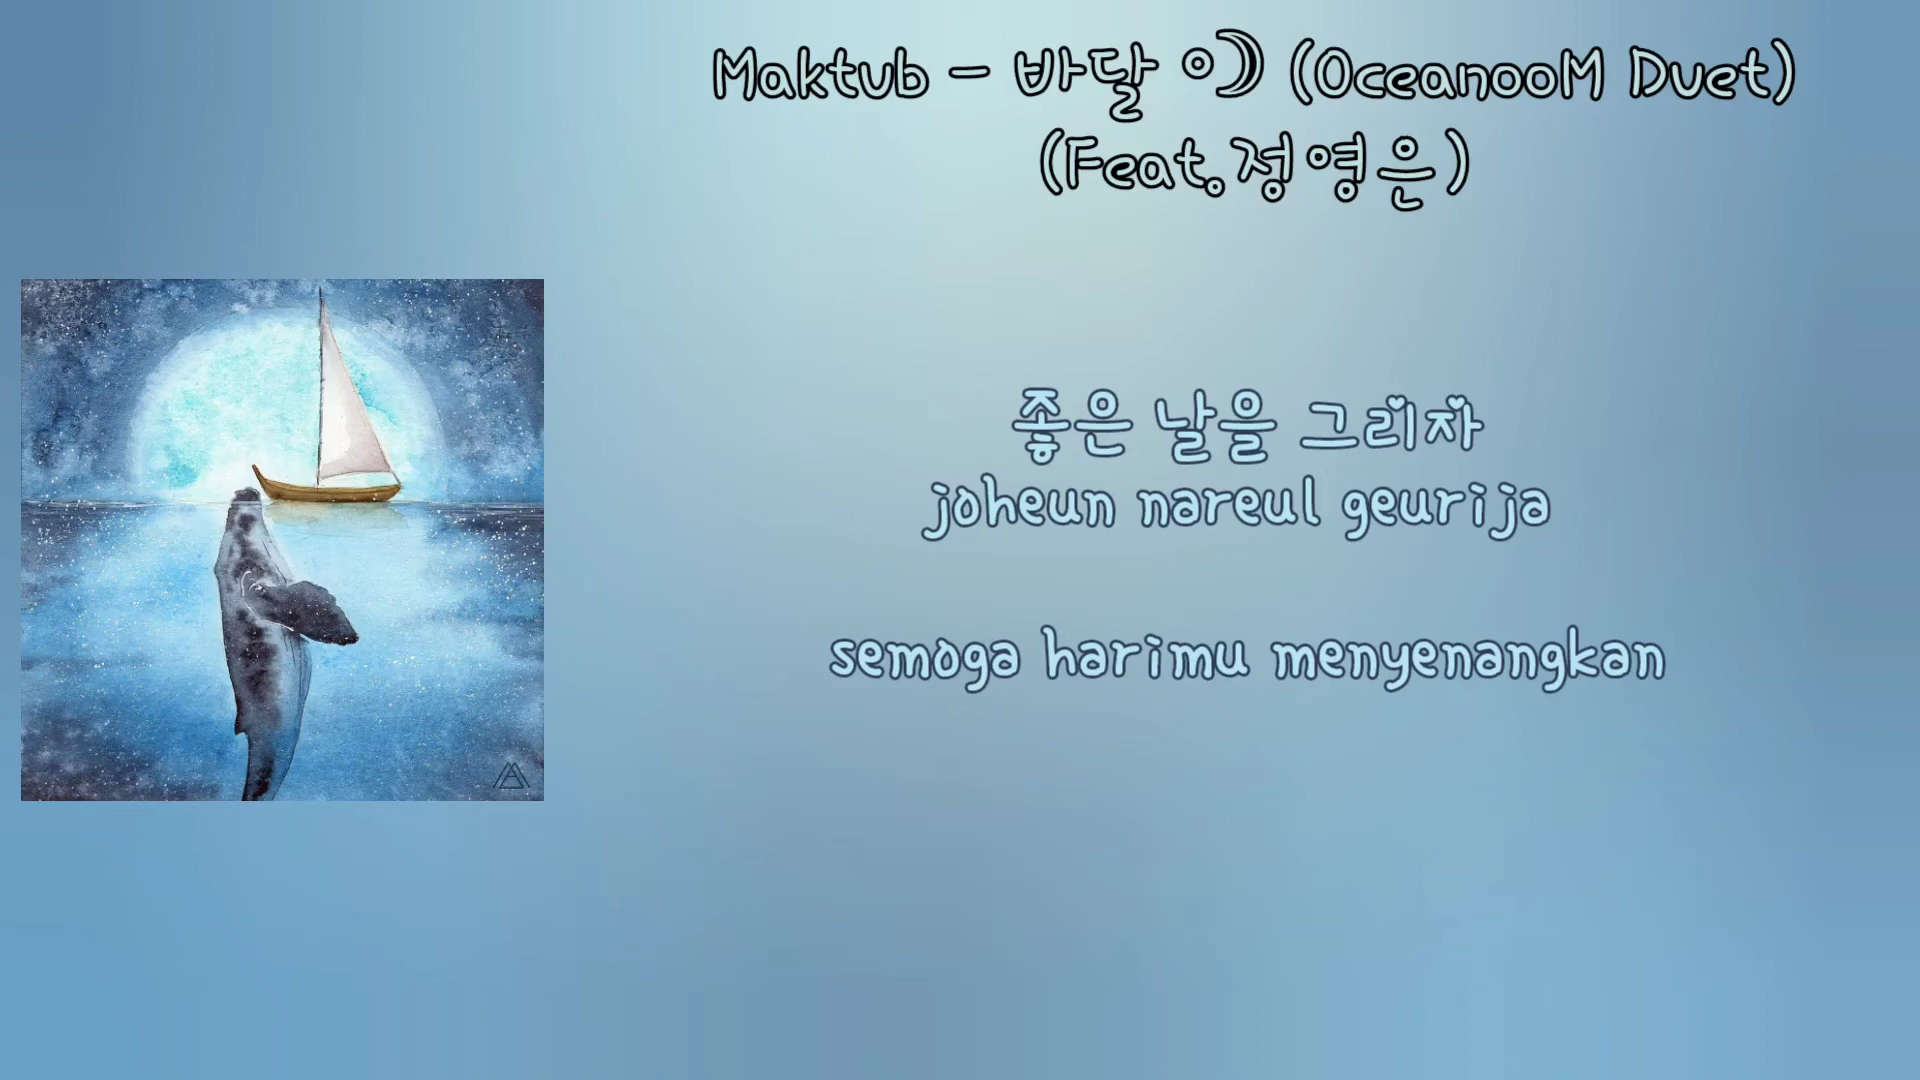 Maktub - 바달 이☽ (OceanooM Duet)
(Feat.정영은)
좋은 날을 그리자
joheun nareul geurija
semoga harimu menyenangkan